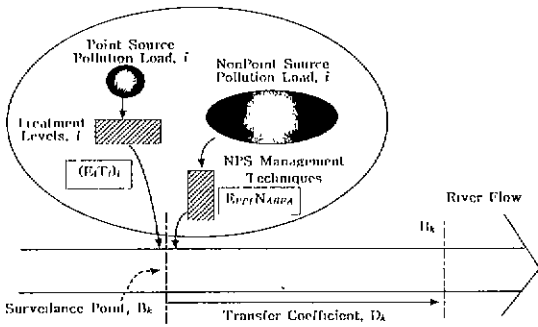 Point Source
Pollution Load, i
NonPoint Source
Pollution Load, i
Treatment
Levels, i
NPS Management
Techniques
River Flow
Surveilance Point, Bk
Transfer Coefficient, Dk